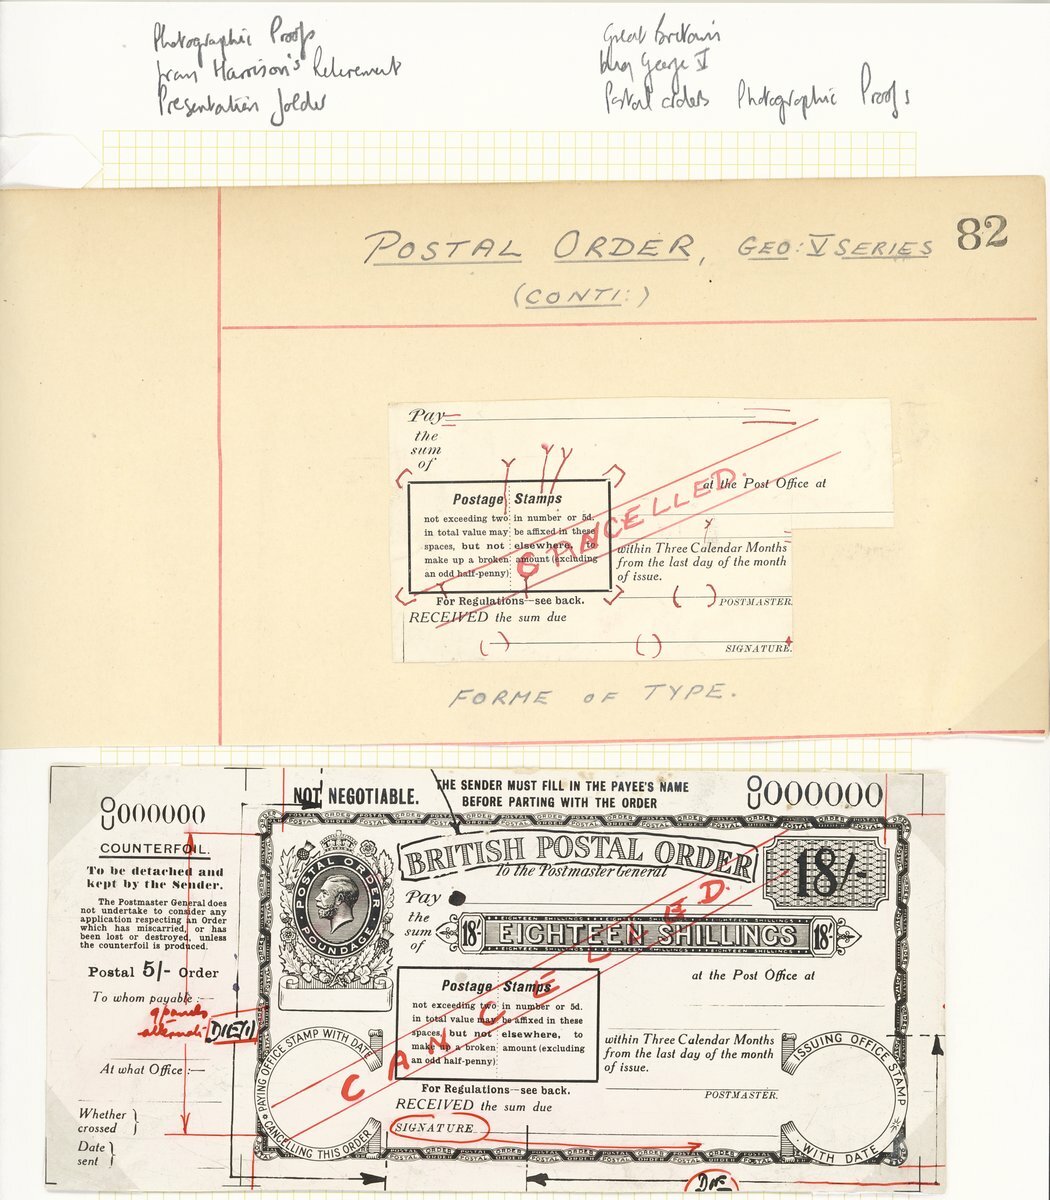 Photographic Proofs
from Harrison's Retirement
Presentation folder
Great Britain
King George V
Postal orders Photographic Proofs
82
POSTAL ORDER, GEO: V SERIES
(CONT:)
Pay
the
sum
of
at the Post Office at
Postage Stamps
not exceeding two in number or 5d.
in total value may be affixed in these
spaces, but not elsewhere, to
make up a broken amount (excluding
an odd half-penny)
CANCELLED.
within Three Calendar Months
from the last day of the month
of issue.
For Regulations—see back.
( ) POSTMASTER.
RECEIVED the sum due
( ) ( )
SIGNATURE.
FORME OF TYPE.
NOT NEGOTIABLE.
THE SENDER MUST FILL IN THE PAYEE'S NAME
BEFORE PARTING WITH THE ORDER
O/U 000000
O/U 000000
COUNTERFOIL.
To be detached and
kept by the Sender.
The Postmaster General does
not undertake to consider any
application respecting an Order
which has miscarried, or has
been lost or destroyed, unless
the counterfoil is produced.
Postal 5/- Order
To whom payable:—
DIE (1)
At what Office:—
Whether
crossed
Date
sent
POSTAL ORDER
POUNDAGE
BRITISH POSTAL ORDER
To the Postmaster General
18/-
Pay
the
sum
of
EIGHTEEN SHILLINGS EIGHTEEN SHILLINGS EIGHTEEN SHILLINGS
18/- EIGHTEEN SHILLINGS 18/-
at the Post Office at
Postage Stamps
not exceeding two in number or 5d.
in total value may be affixed in these
spaces, but not elsewhere, to
make up a broken amount (excluding
an odd half-penny)
CANCELLED.
within Three Calendar Months
from the last day of the month
of issue.
For Regulations—see back.
POSTMASTER.
RECEIVED the sum due
SIGNATURE
PAYING OFFICE STAMP WITH DATE
CANCELLING THIS ORDER
ISSUING OFFICE STAMP
WITH DATE
DIE